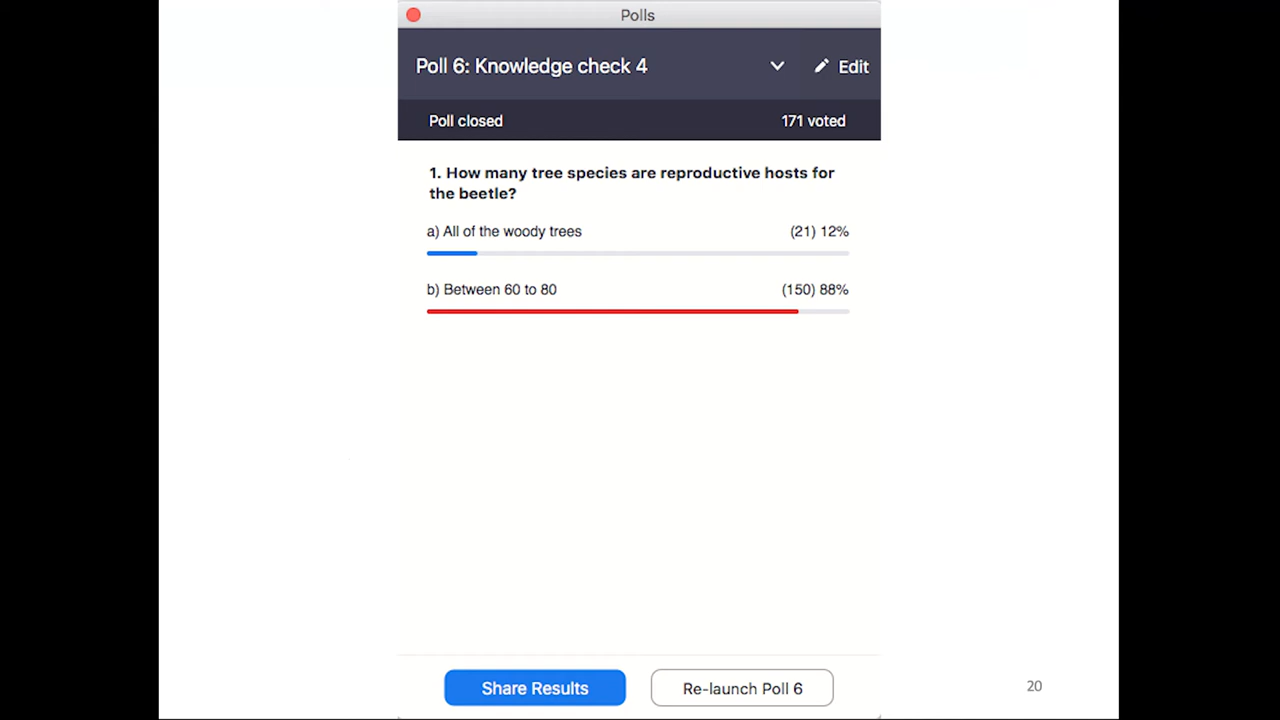 Polls
Poll 6: Knowledge check 4
Edit
Poll closed
171 voted
1. How many tree species are reproductive hosts for
the beetle?
a) All of the woody trees
(21) 12%
b) Between 60 to 80
(150) 88%
Share Results
Re-launch Poll 6
20